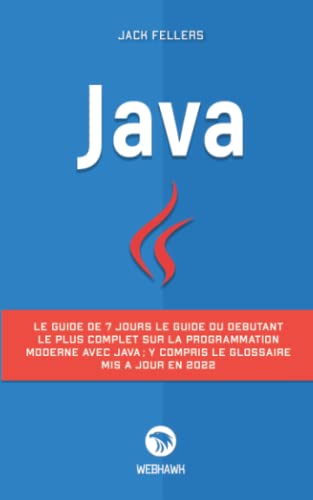 JACK FELLERS
Java
LE GUIDE DE 7 JOURS LE GUIDE DU DEBUTANT
LE PLUS COMPLET SUR LA PROGRAMMATION
MODERNE AVEC JAVA ; Y COMPRIS LE GLOSSAIRE
MIS A JOUR EN 2022
WEBHAWK